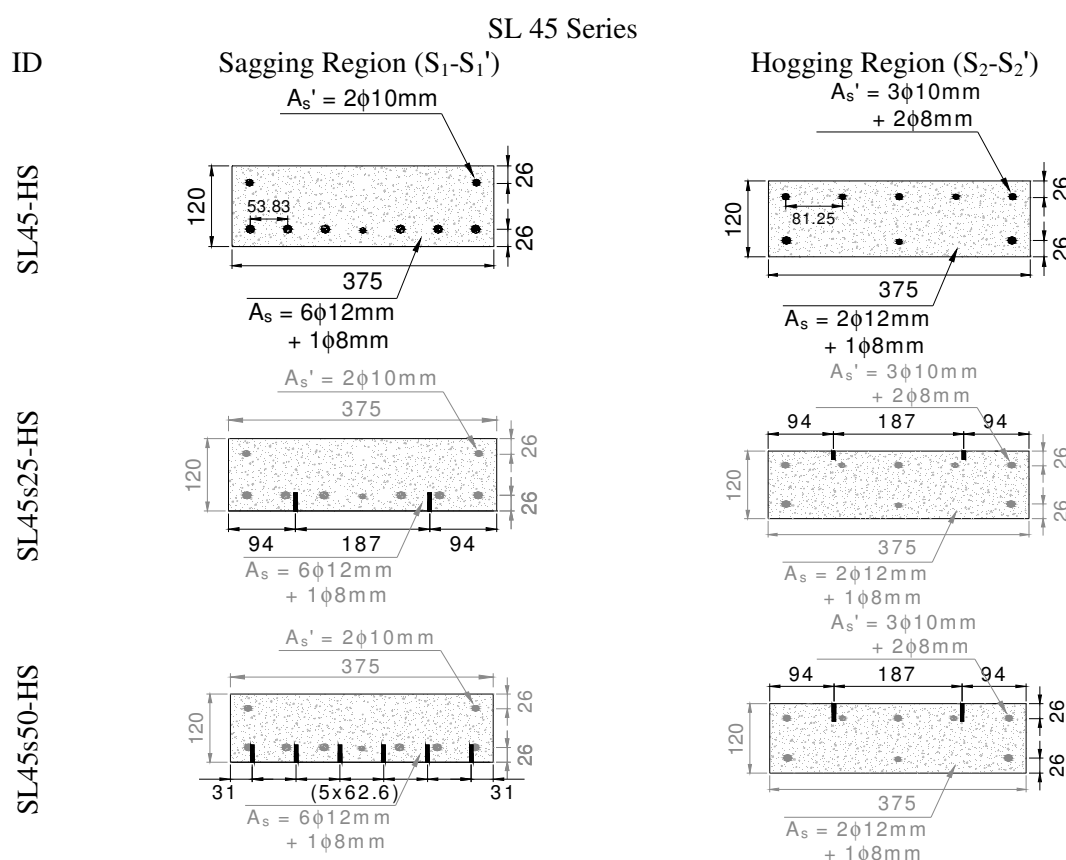 SL 45 Series
ID
Sagging Region (S₁-S₁')
Hogging Region (S₂-S₂')
SL45-HS
Aₛ' = 2ϕ10mm
120
53.83
26
26
375
Aₛ = 6ϕ12mm
+ 1ϕ8mm
Aₛ' = 3ϕ10mm
+ 2ϕ8mm
120
81.25
26
26
375
Aₛ = 2ϕ12mm
+ 1ϕ8mm
SL45s25-HS
Aₛ' = 2ϕ10mm
375
120
26
26
94 187 94
Aₛ = 6ϕ12mm
+ 1ϕ8mm
Aₛ' = 3ϕ10mm
+ 2ϕ8mm
94 187 94
120
26
26
375
Aₛ = 2ϕ12mm
+ 1ϕ8mm
SL45s50-HS
Aₛ' = 2ϕ10mm
375
120
26
26
31 (5x62.6) 31
Aₛ = 6ϕ12mm
+ 1ϕ8mm
Aₛ' = 3ϕ10mm
+ 2ϕ8mm
94 187 94
120
26
26
375
Aₛ = 2ϕ12mm
+ 1ϕ8mm